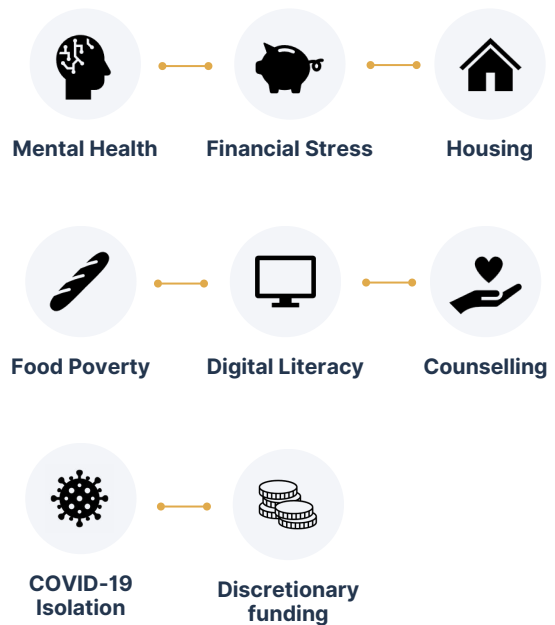 Mental Health
Financial Stress
Housing
Food Poverty
Digital Literacy
Counselling
COVID-19
Isolation
Discretionary
funding